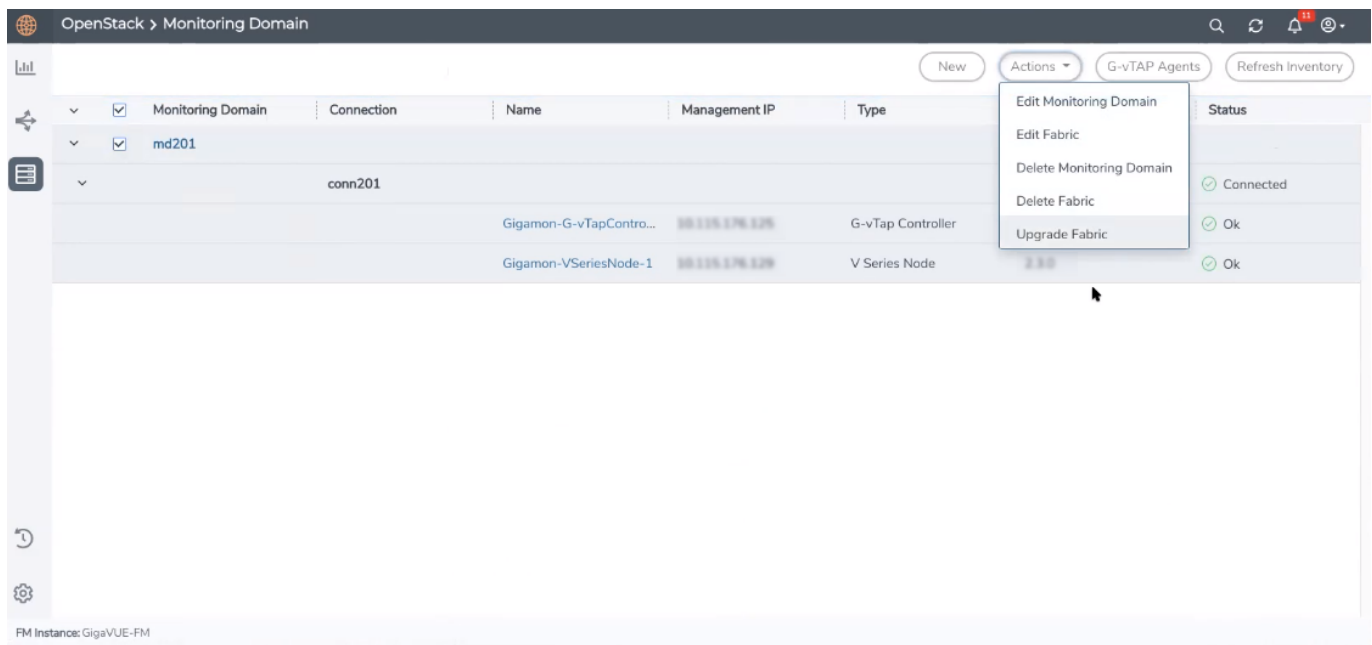 OpenStack > Monitoring Domain
11
New Actions G-vTAP Agents Refresh Inventory
Edit Monitoring Domain
Edit Fabric
Delete Monitoring Domain
Delete Fabric
Upgrade Fabric
Monitoring Domain Connection Name Management IP Type Status
md201
conn201 Connected
Gigamon-G-vTapContro... G-vTap Controller Ok
Gigamon-VSeriesNode-1 V Series Node Ok
FM Instance: GigaVUE-FM